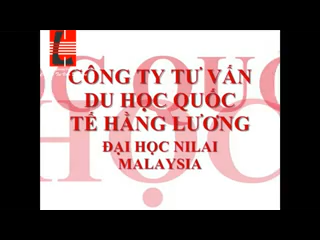 CÔNG TY TƯ VẤN
DU HỌC QUỐC
TẾ HẰNG LƯƠNG
ĐẠI HỌC NILAI
MALAYSIA